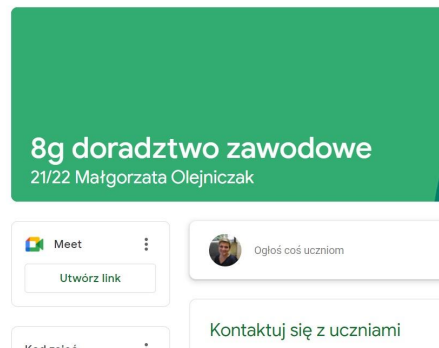 8g doradztwo zawodowe
21/22 Małgorzata Olejniczak
Meet
Utwórz link
Ogłoś coś uczniom
Kontaktuj się z uczniami